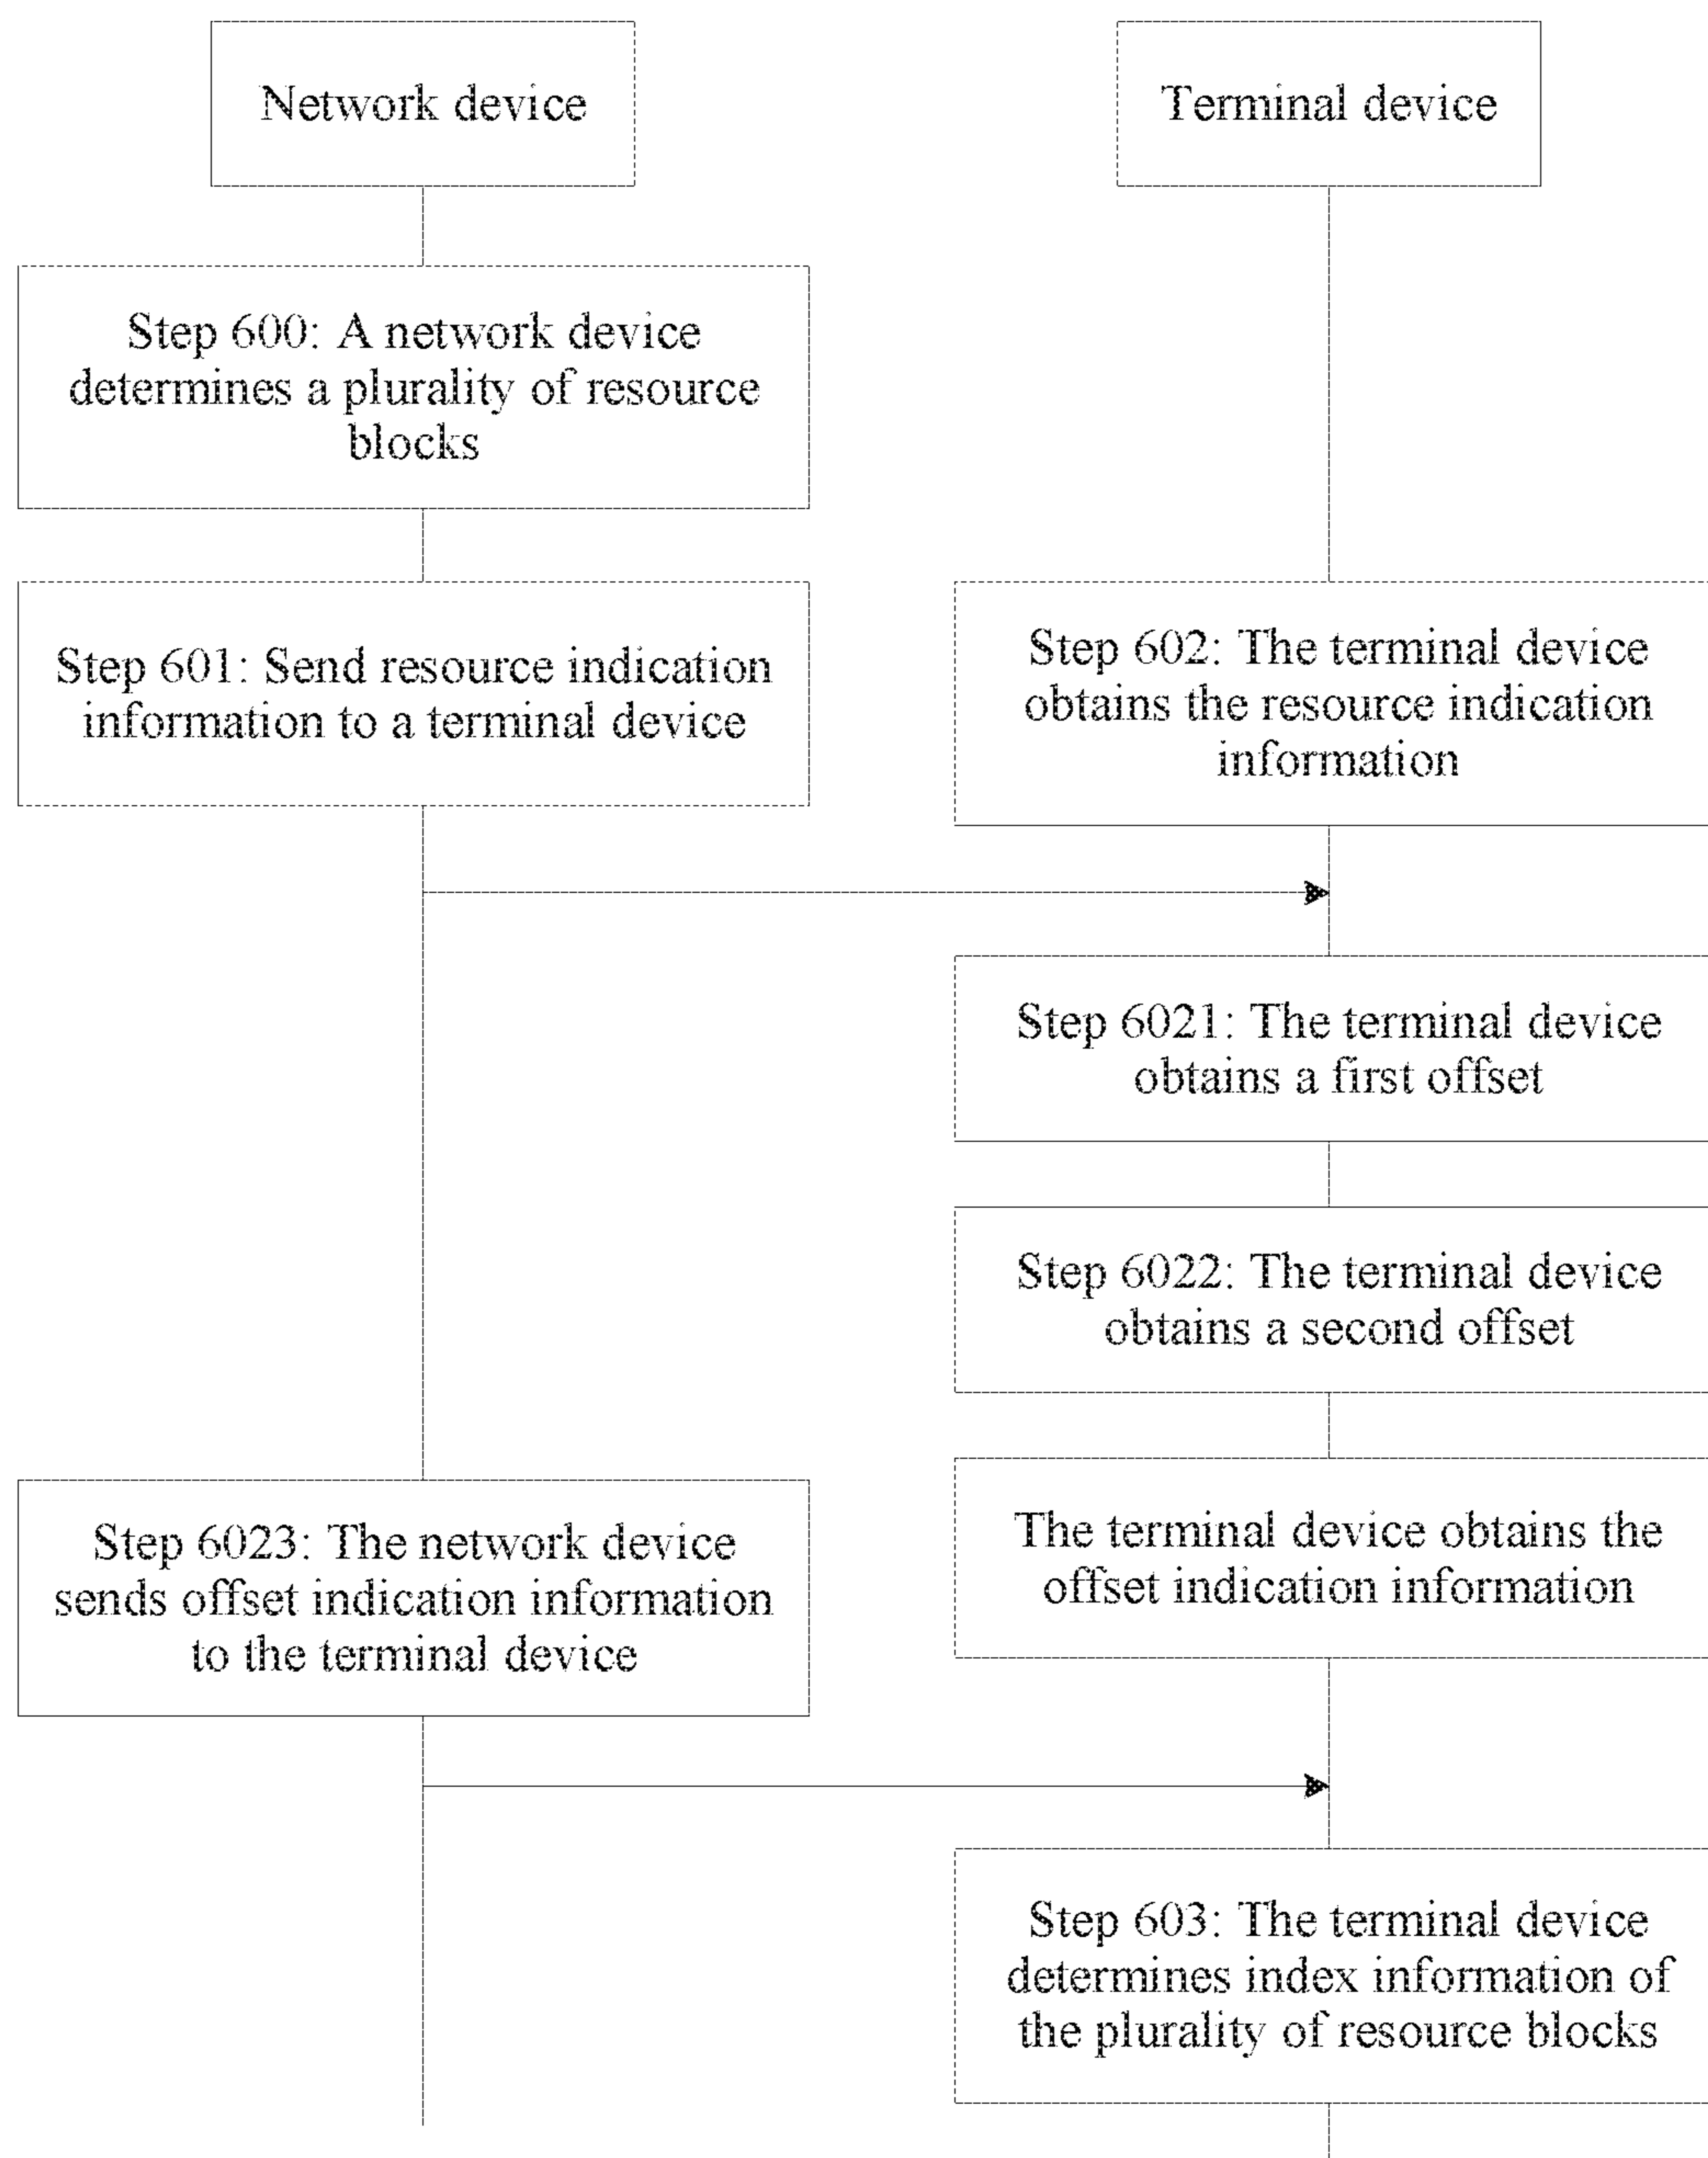 Network device
Terminal device
Step 600: A network device
determines a plurality of resource
blocks
Step 601: Send resource indication
information to a terminal device
Step 602: The terminal device
obtains the resource indication
information
Step 6021: The terminal device
obtains a first offset
Step 6022: The terminal device
obtains a second offset
Step 6023: The network device
sends offset indication information
to the terminal device
The terminal device obtains the
offset indication information
Step 603: The terminal device
determines index information of
the plurality of resource blocks